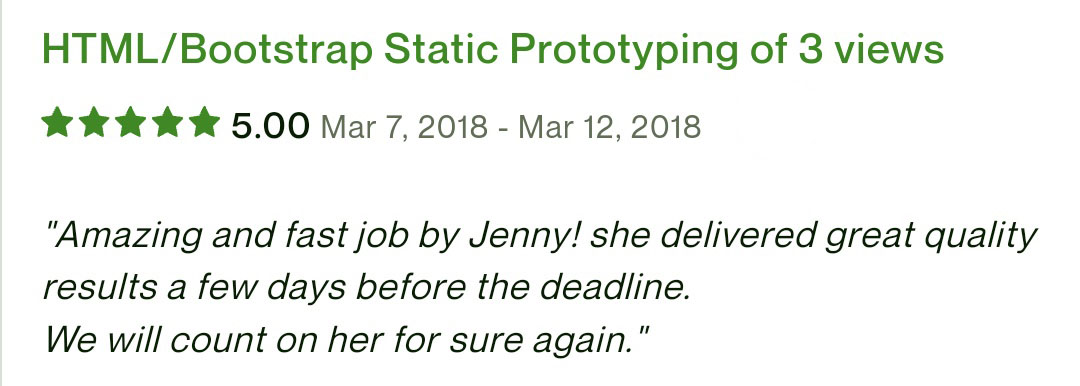 HTML/Bootstrap Static Prototyping of 3 views
5.00 Mar 7, 2018 - Mar 12, 2018
"Amazing and fast job by Jenny! she delivered great quality
results a few days before the deadline.
We will count on her for sure again."